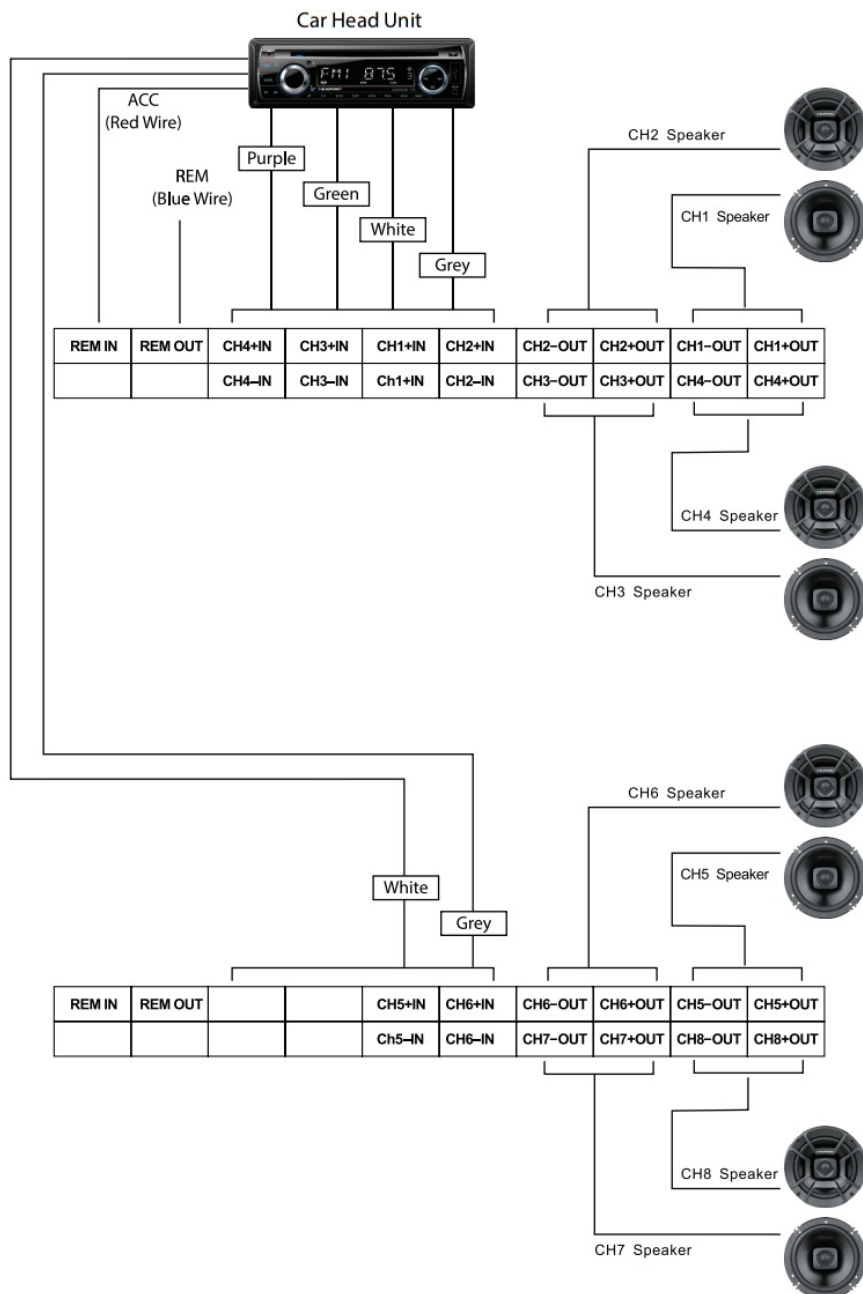 Car Head Unit
FM1 87.5
ACC
(Red Wire)
REM
(Blue Wire)
Purple
Green
White
Grey
CH2 Speaker
CH1 Speaker
REM IN REM OUT CH4+IN CH3+IN CH1+IN CH2+IN CH2–OUT CH2+OUT CH1–OUT CH1+OUT
CH4–IN CH3–IN Ch1+IN CH2–IN CH3–OUT CH3+OUT CH4–OUT CH4+OUT
CH4 Speaker
CH3 Speaker
CH6 Speaker
CH5 Speaker
White
Grey
REM IN REM OUT CH5+IN CH6+IN CH6–OUT CH6+OUT CH5–OUT CH5+OUT
Ch5–IN CH6–IN CH7–OUT CH7+OUT CH8–OUT CH8+OUT
CH8 Speaker
CH7 Speaker